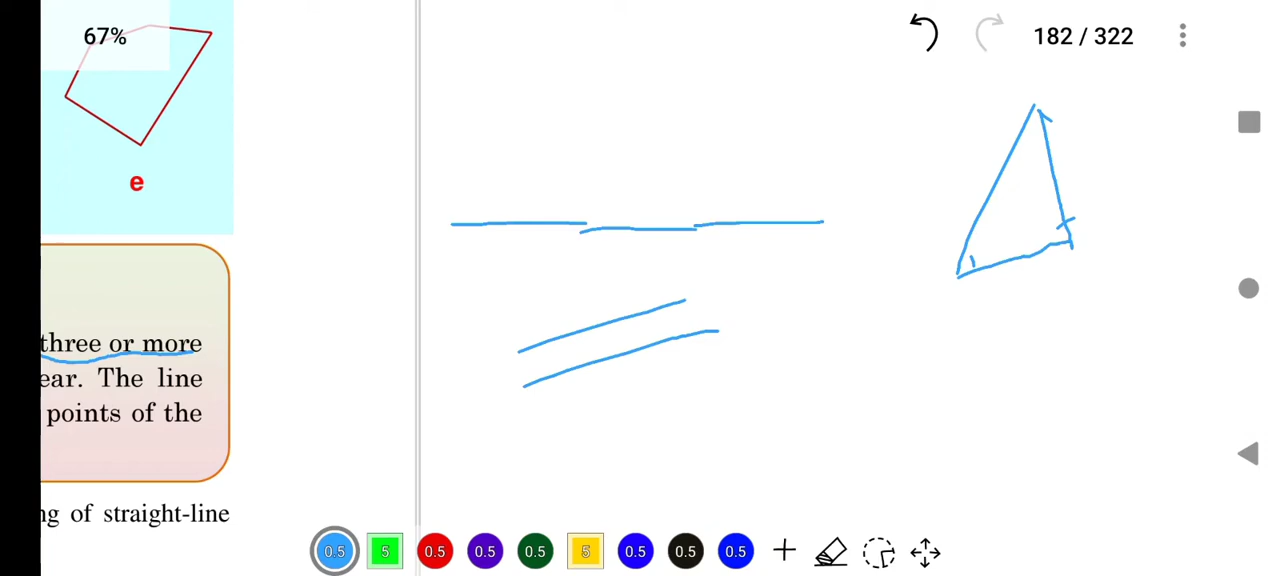 67%
182 / 322
e
three or more
ear. The line
points of the
ng of straight-line
0.5 5 0.5 0.5 0.5 5 0.5 0.5 0.5